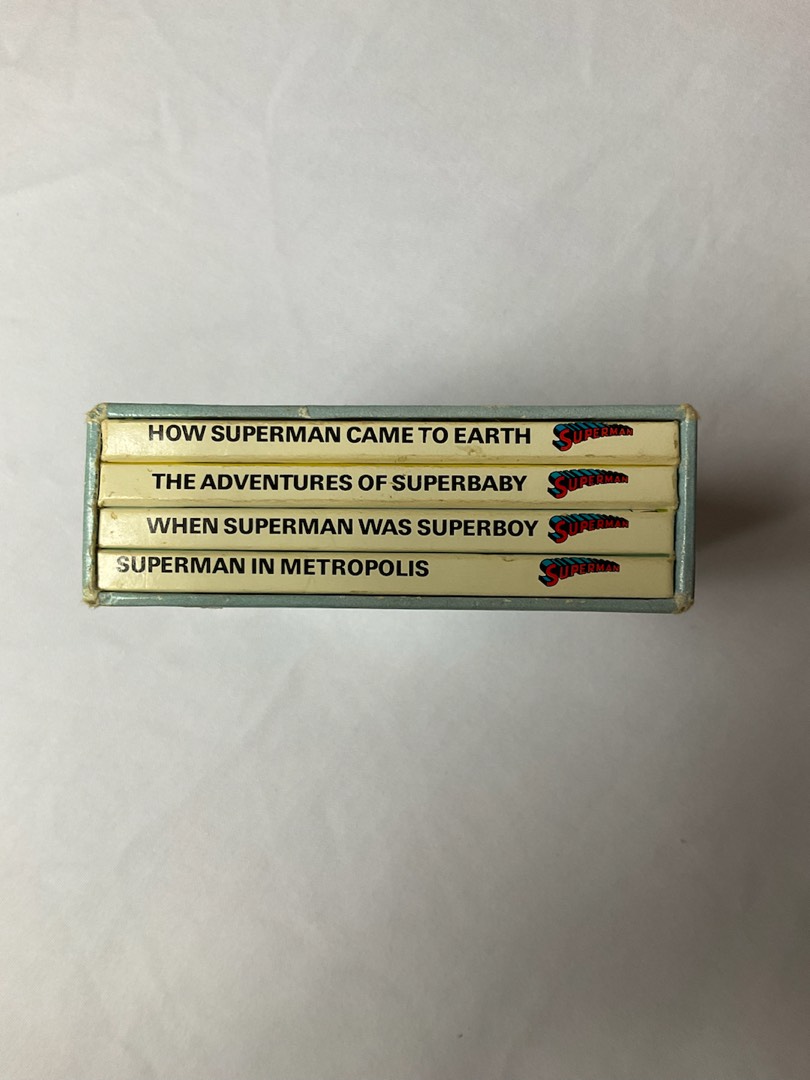 HOW SUPERMAN CAME TO EARTH SUPERMAN
THE ADVENTURES OF SUPERBABY SUPERMAN
WHEN SUPERMAN WAS SUPERBOY SUPERMAN
SUPERMAN IN METROPOLIS SUPERMAN